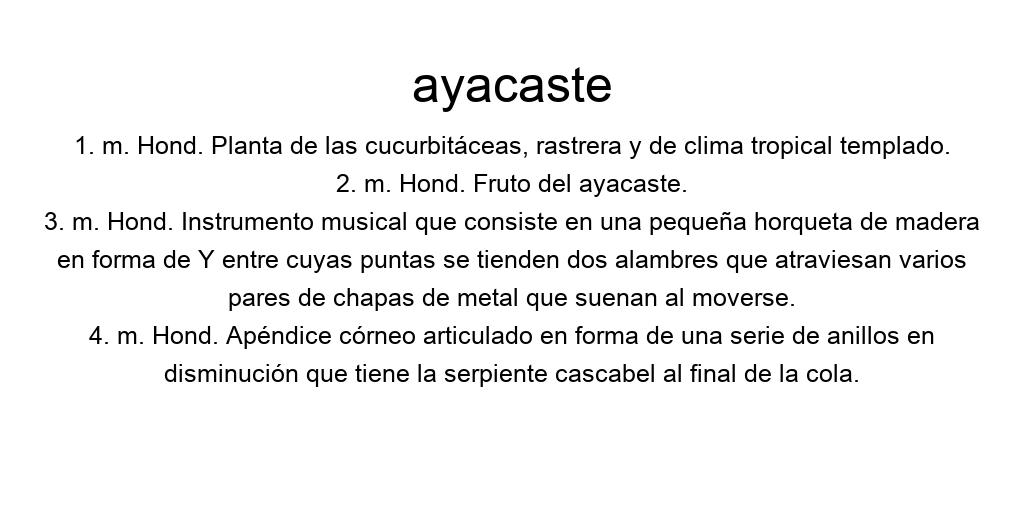 ayacaste
1. m. Hond. Planta de las cucurbitáceas, rastrera y de clima tropical templado.
2. m. Hond. Fruto del ayacaste.
3. m. Hond. Instrumento musical que consiste en una pequeña horqueta de madera
en forma de Y entre cuyas puntas se tienden dos alambres que atraviesan varios
pares de chapas de metal que suenan al moverse.
4. m. Hond. Apéndice córneo articulado en forma de una serie de anillos en
disminución que tiene la serpiente cascabel al final de la cola.